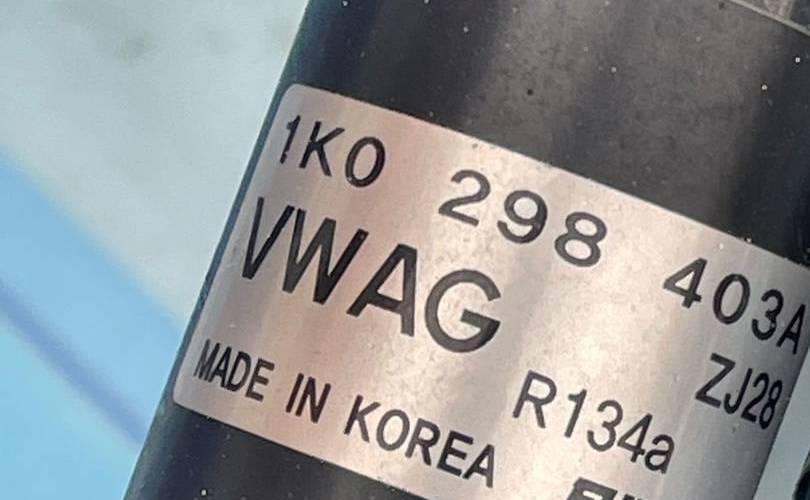 1K0 298 403A
VWAG ZJ28
MADE IN KOREA R134a